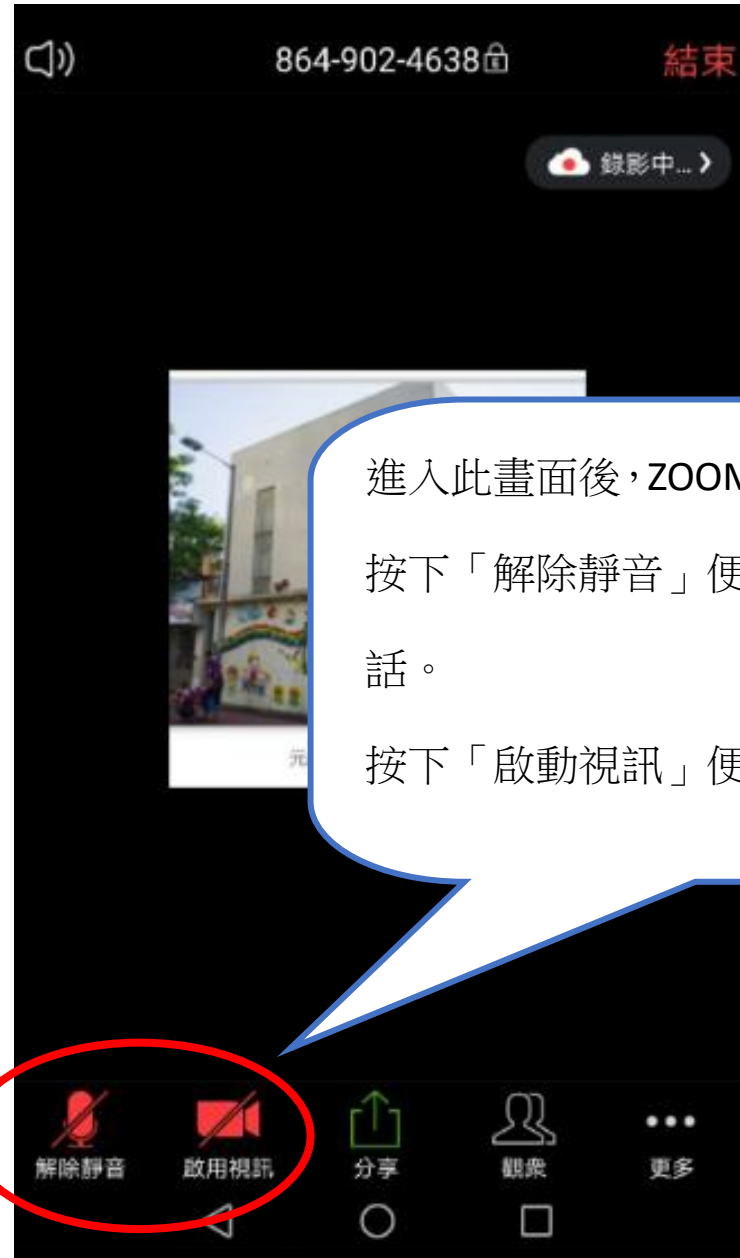 864-902-4638
結束
錄影中...
進入此畫面後，ZOOM
按下「解除靜音」便
話。
按下「啟動視訊」便
元
解除靜音
啟用視訊
分享
觀眾
更多